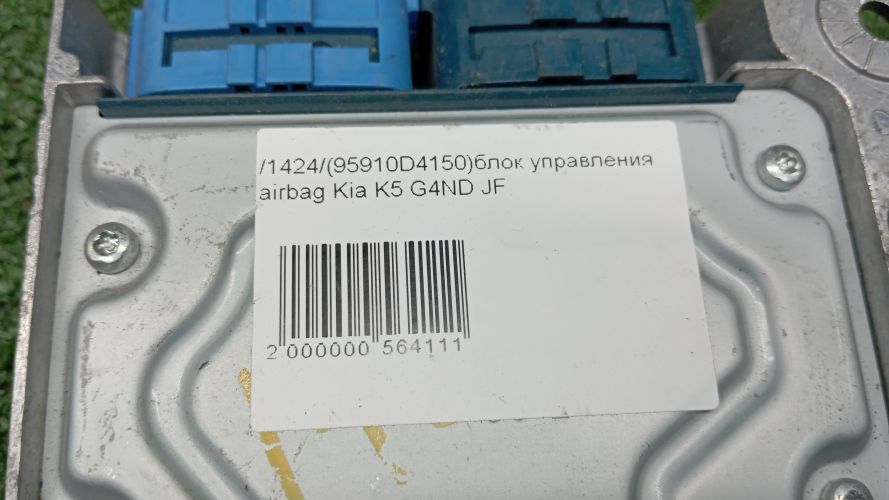 /1424/(95910D4150)блок управления
airbag Kia K5 G4ND JF
2 000000 564111